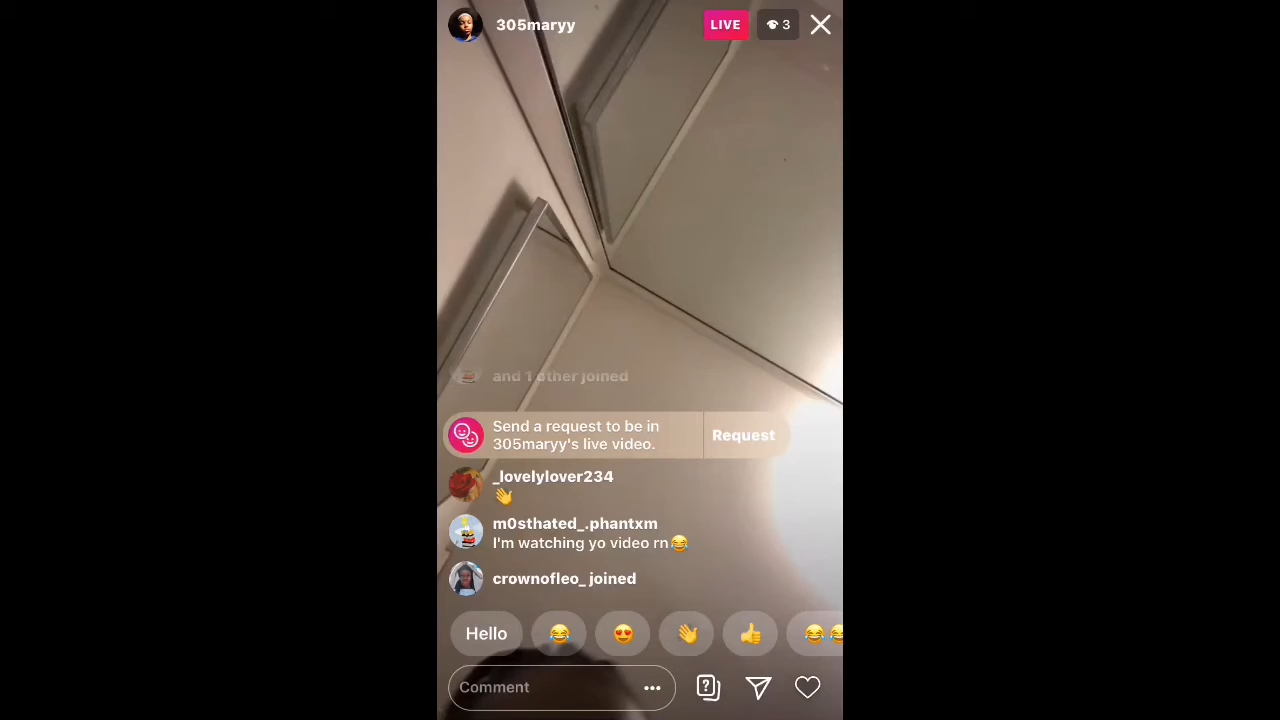 305maryy
LIVE
3
and 1 other joined
Send a request to be in
305maryy's live video.
Request
_lovelylover234
👋
m0sthated_.phantxm
I'm watching yo video rn😂
crownofleo_ joined
Hello 😂 😍 👋 👍 😂 😂
Comment